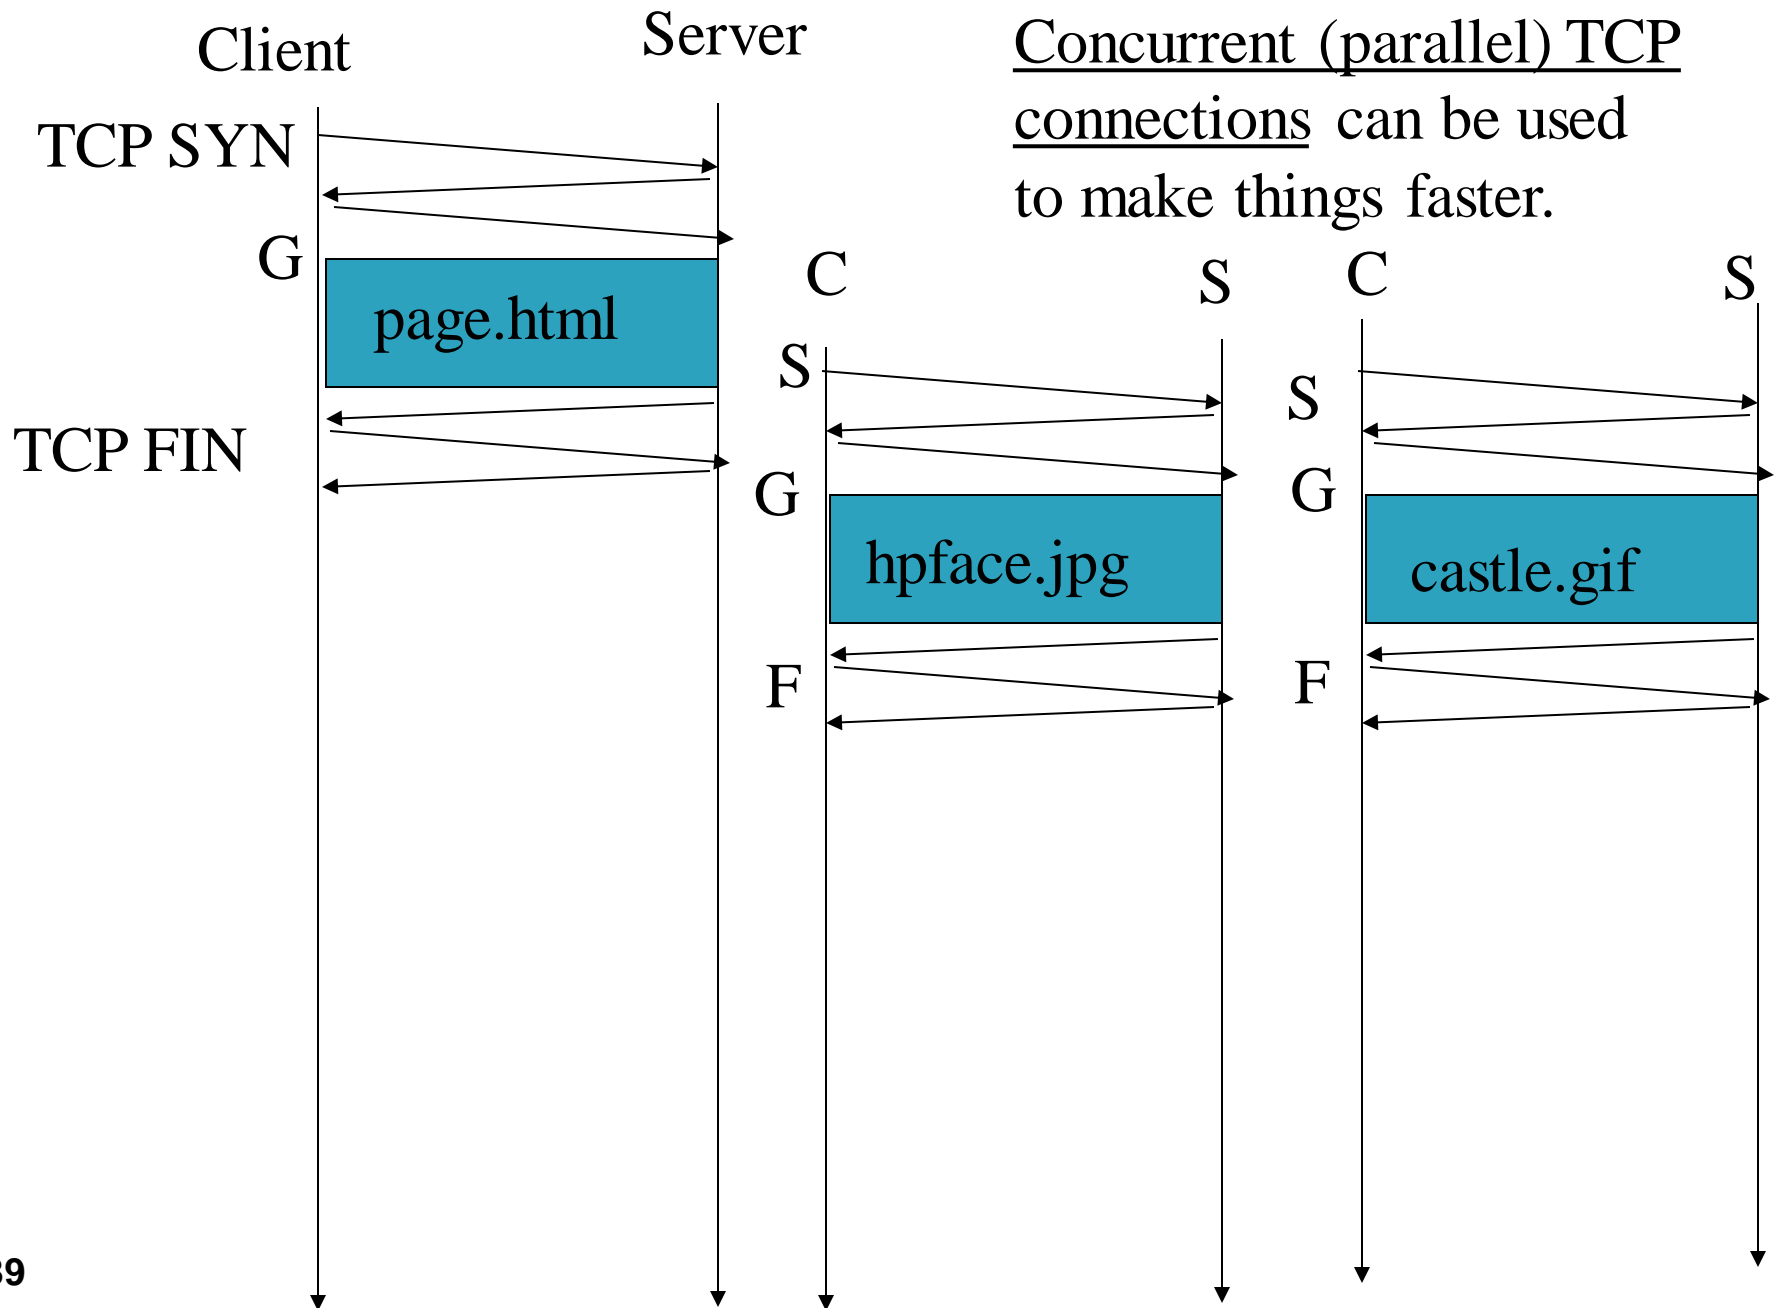 Client
Server
Concurrent (parallel) TCP
connections can be used
to make things faster.
TCP SYN
G
page.html
TCP FIN
C
S
S
G
hpface.jpg
F
C
S
S
G
castle.gif
F
39